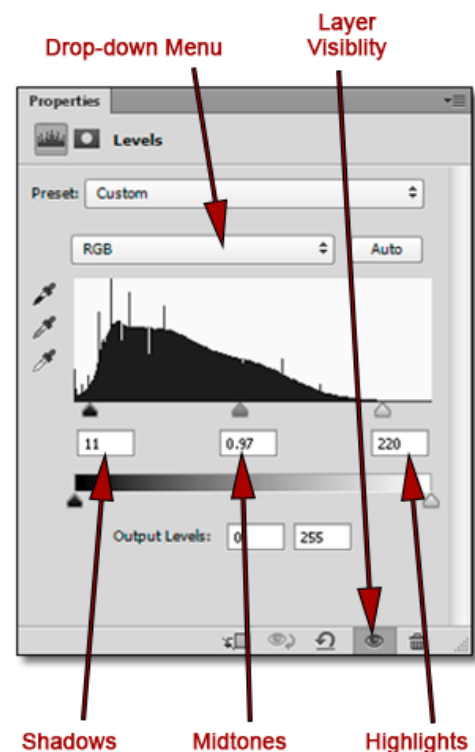 Layer
Drop-down Menu Visiblity
Properties
Levels
Preset: Custom
RGB Auto
11 0.97 220
Output Levels: 0 255
Shadows Midtones Highlights